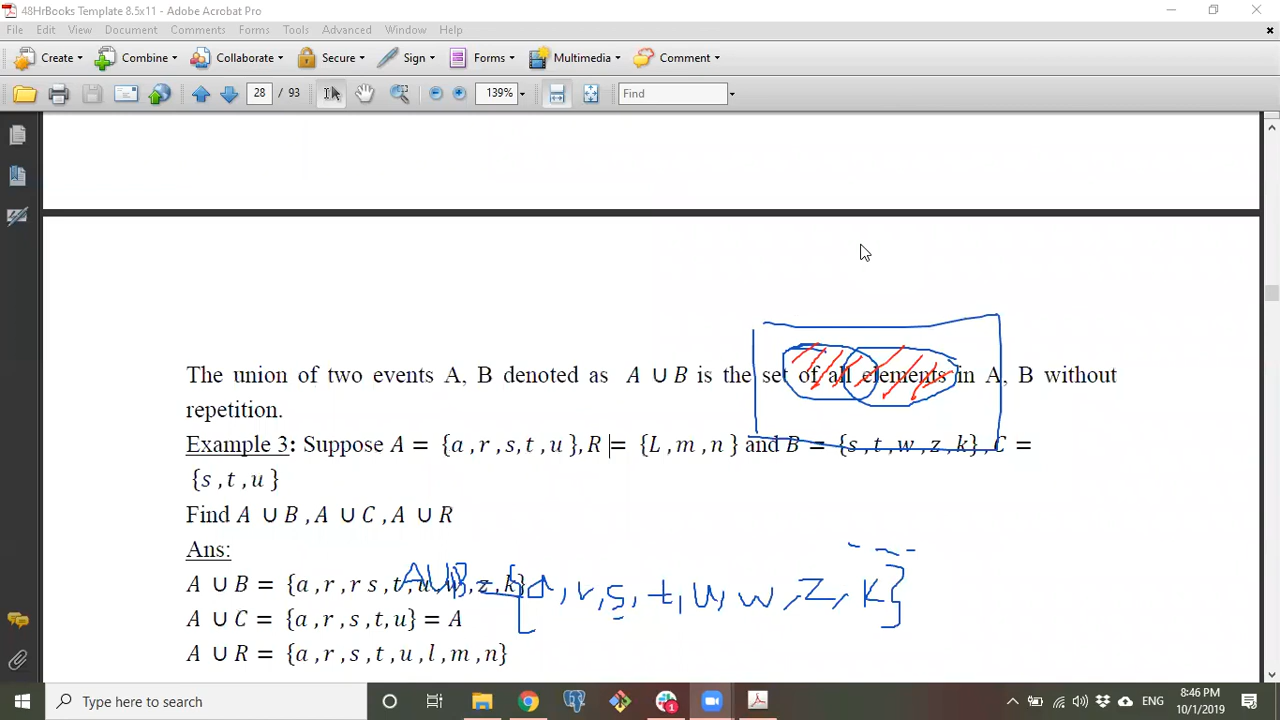 48HrBooks Template 8.5x11 - Adobe Acrobat Pro
File Edit View Document Comments Forms Tools Advanced Window Help
Create Combine Collaborate Secure Sign Forms Multimedia Comment
28 / 93 139% Find
The union of two events A, B denoted as A ∪ B is the set of all elements in A, B without
repetition.
Example 3: Suppose A = {a ,r ,s,t ,u }, R = {L ,m ,n } and B = {s ,t ,w ,z ,k} , C =
{s ,t ,u }
Find A ∪ B , A ∪ C , A ∪ R
Ans:
A ∪ B = {a ,r ,r s ,t, u, w, z ,k}
A∪B = {a, r, s, t, u, w, z, k}
A ∪ C = {a ,r ,s ,t,u} = A
A ∪ R = {a ,r ,s ,t ,u ,l ,m ,n}
Type here to search
ENG
8:46 PM
10/1/2019